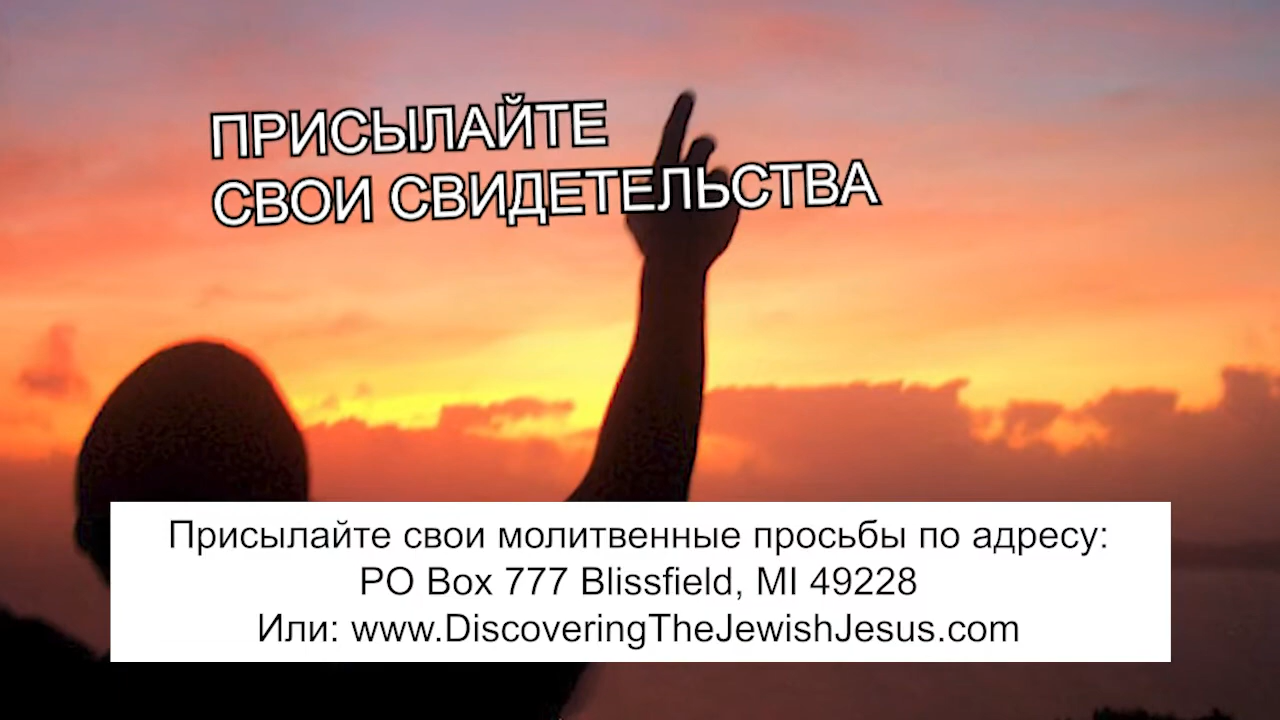 ПРИСЫЛАЙТЕ
СВОИ СВИДЕТЕЛЬСТВА
Присылайте свои молитвенные просьбы по адресу:
PO Box 777 Blissfield, MI 49228
Или: www.DiscoveringTheJewishJesus.com